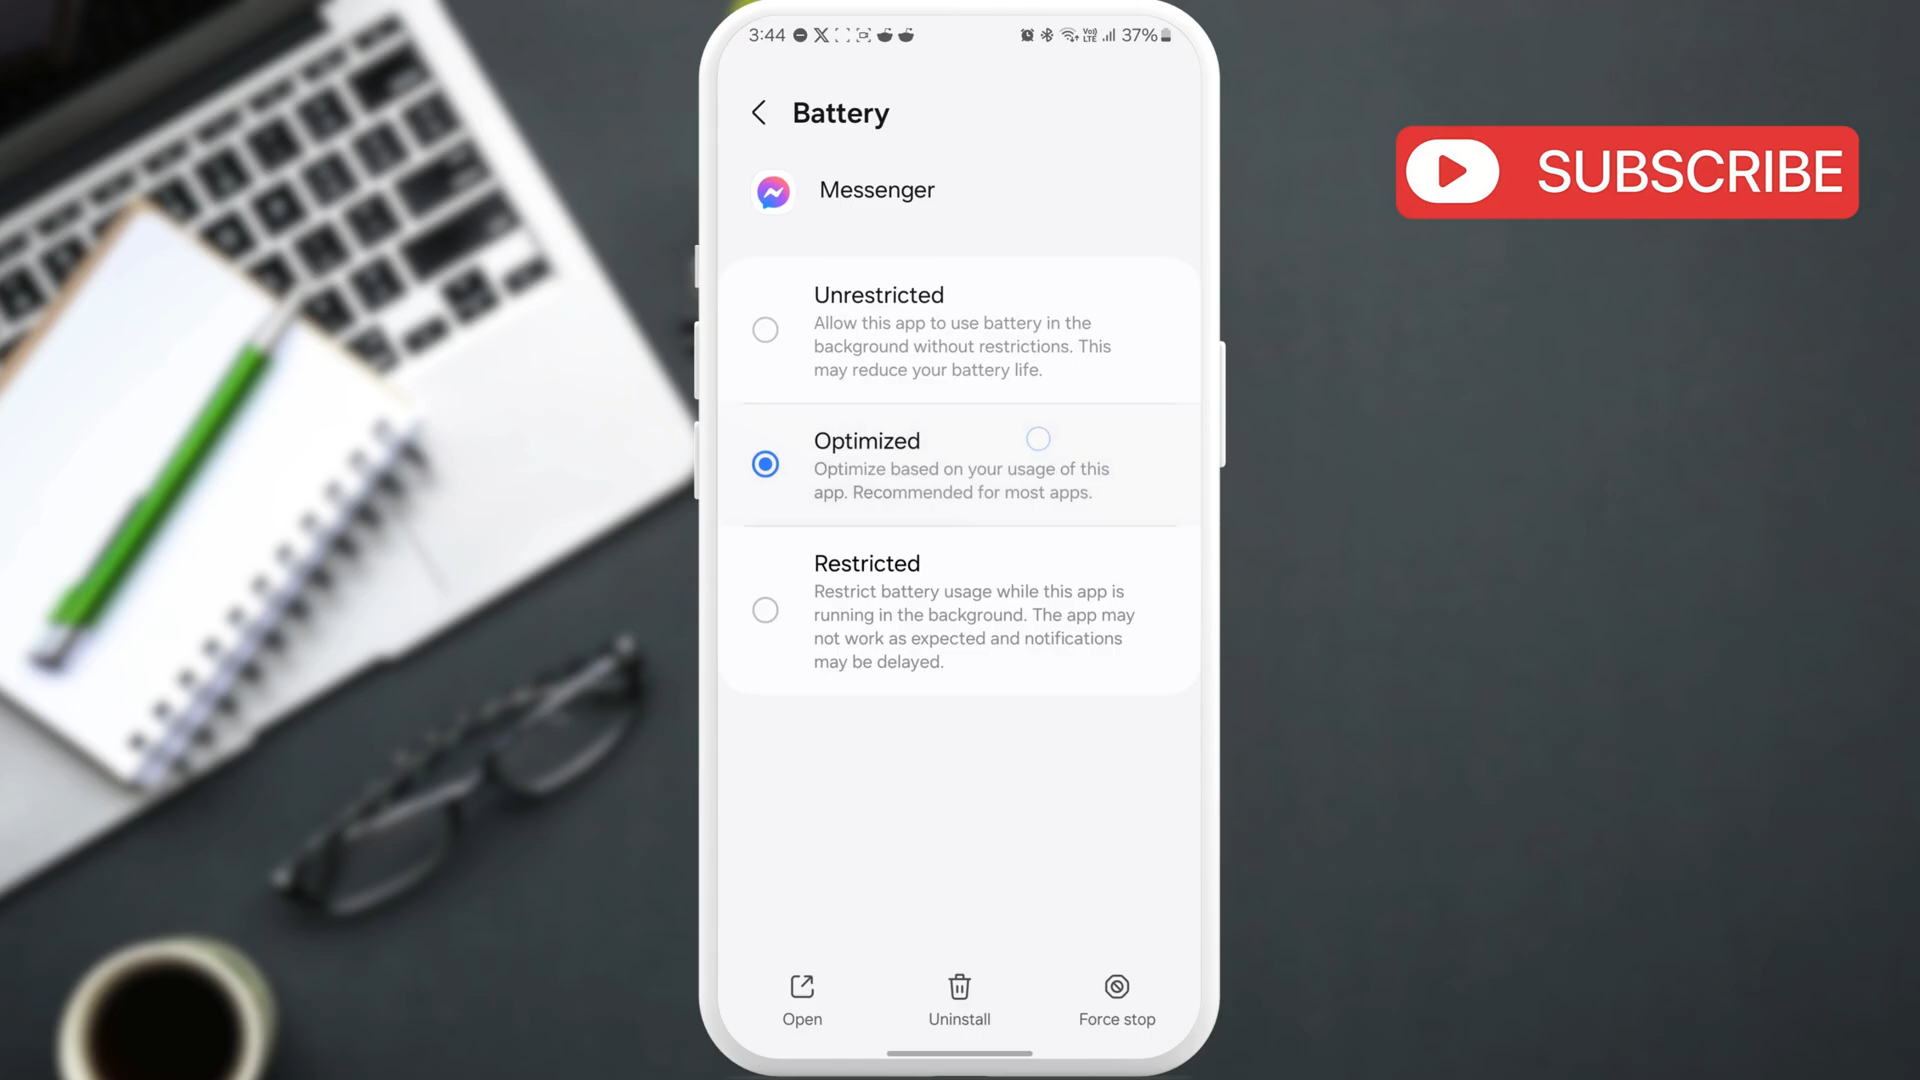 3:44
VoI)
LTE
37%
Battery
Messenger
Unrestricted
Allow this app to use battery in the
background without restrictions. This
may reduce your battery life.
Optimized
Optimize based on your usage of this
app. Recommended for most apps.
Restricted
Restrict battery usage while this app is
running in the background. The app may
not work as expected and notifications
may be delayed.
Open
Uninstall
Force stop
SUBSCRIBE